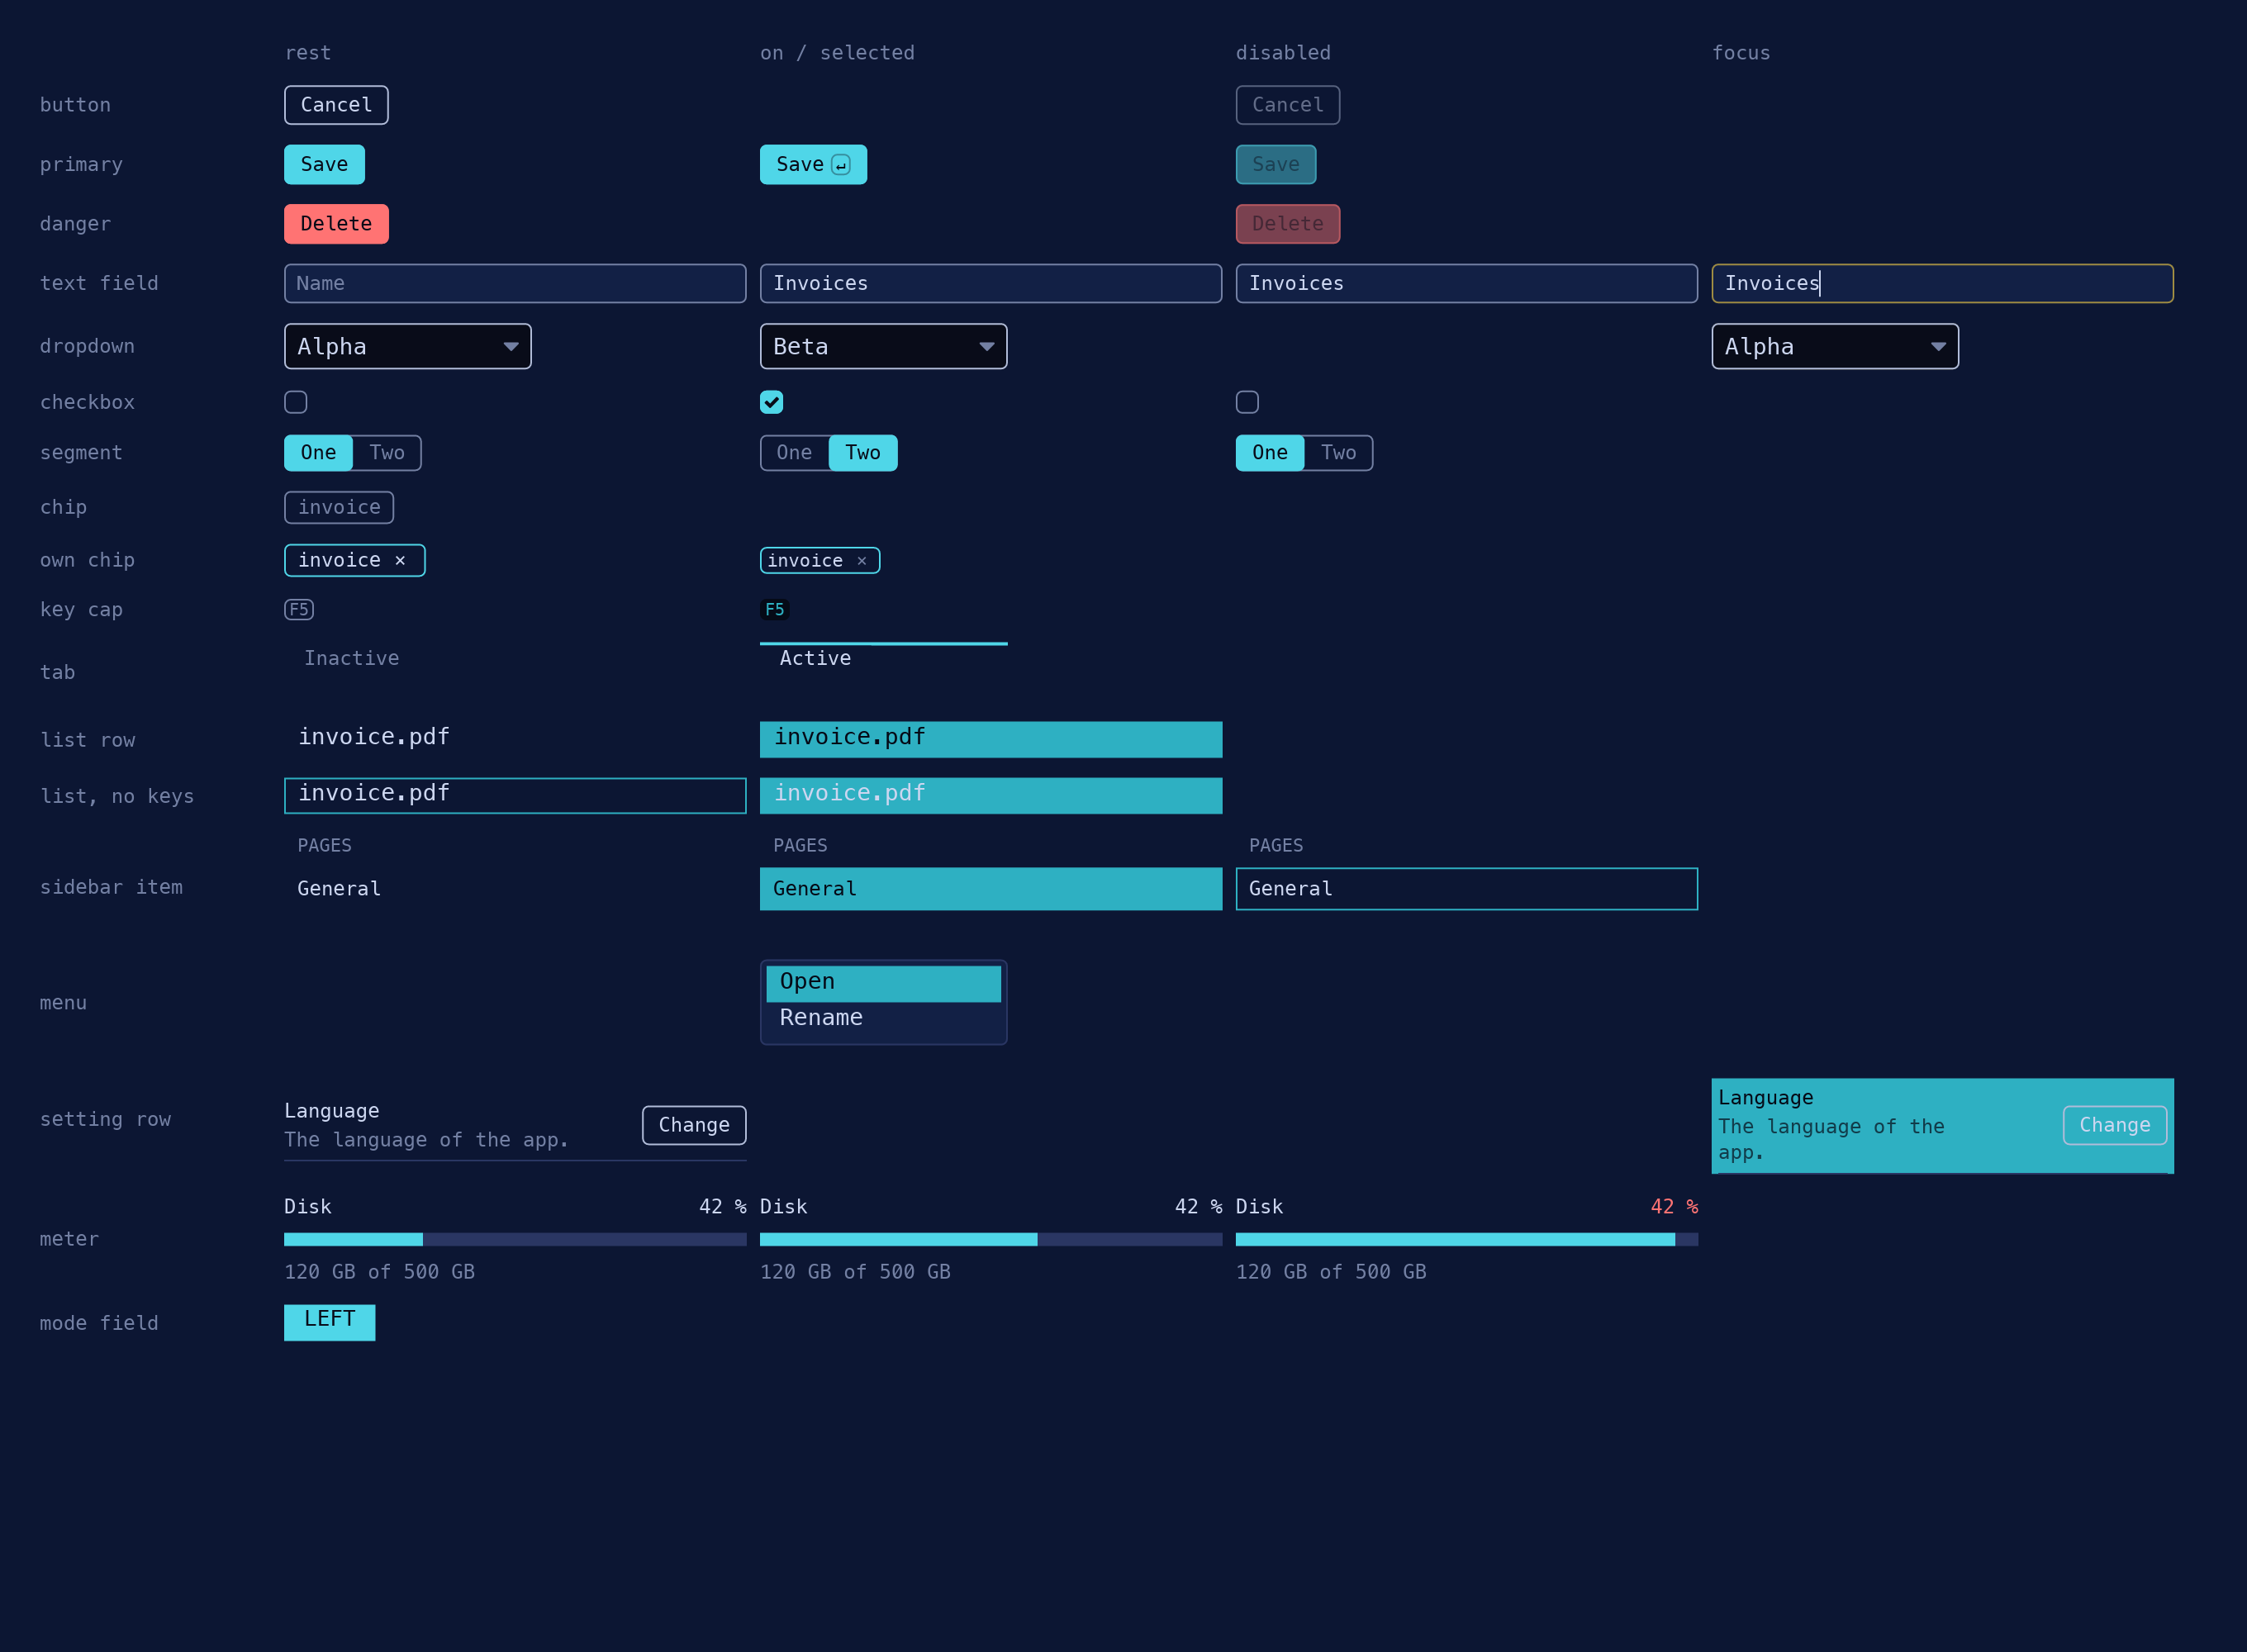 rest on / selected disabled focus
button Cancel Cancel
primary Save Save ↵ Save
danger Delete Delete
text field Name Invoices Invoices Invoices
dropdown Alpha Beta Alpha
checkbox
segment One Two One Two One Two
chip invoice
own chip invoice × invoice ×
key cap F5 F5
tab Inactive Active
list row invoice.pdf invoice.pdf
list, no keys invoice.pdf invoice.pdf
PAGES PAGES PAGES
sidebar item General General General
Open
menu
Rename
Language
The language of the app.
setting row Change
Language
The language of the
app.
Change
Disk 42 % Disk 42 % Disk 42 %
meter
120 GB of 500 GB 120 GB of 500 GB 120 GB of 500 GB
mode field LEFT